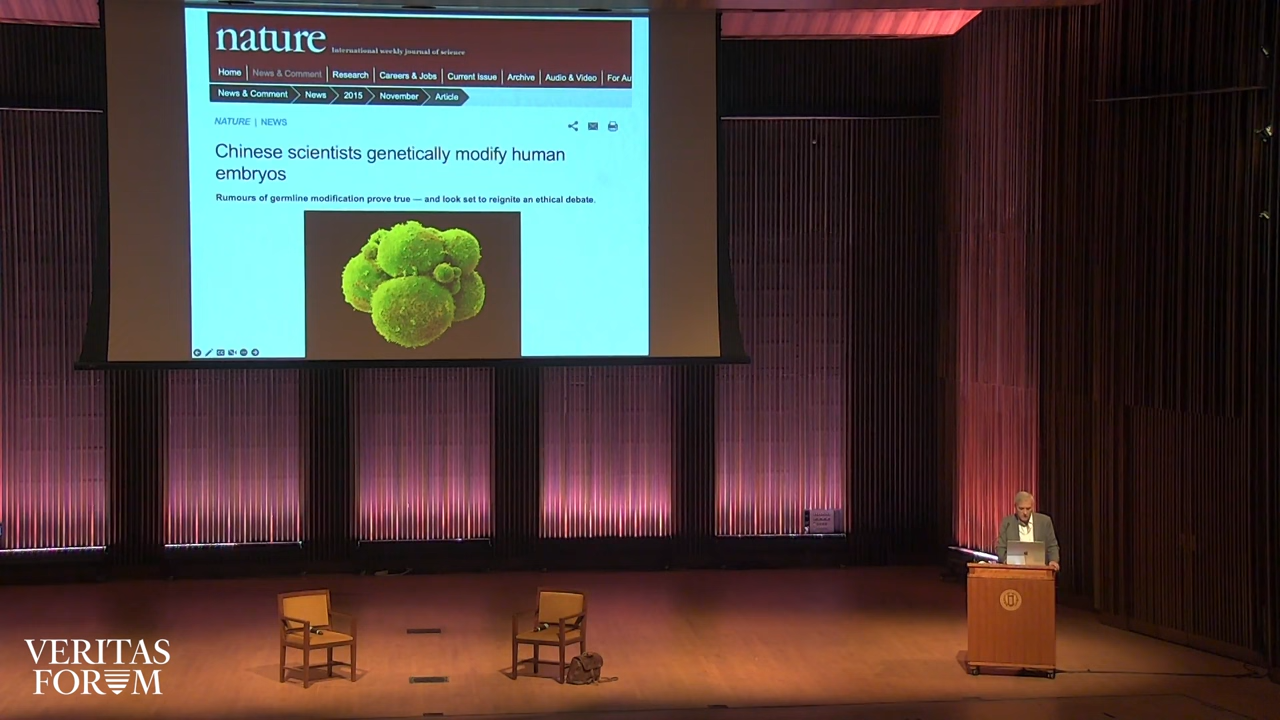 nature International weekly journal of science
Home News & Comment Research Careers & Jobs Current Issue Archive Audio & Video For Au
News & Comment News 2015 November Article
NATURE | NEWS
Chinese scientists genetically modify human
embryos
Rumours of germline modification prove true — and look set to reignite an ethical debate.
VERITAS
FORUM